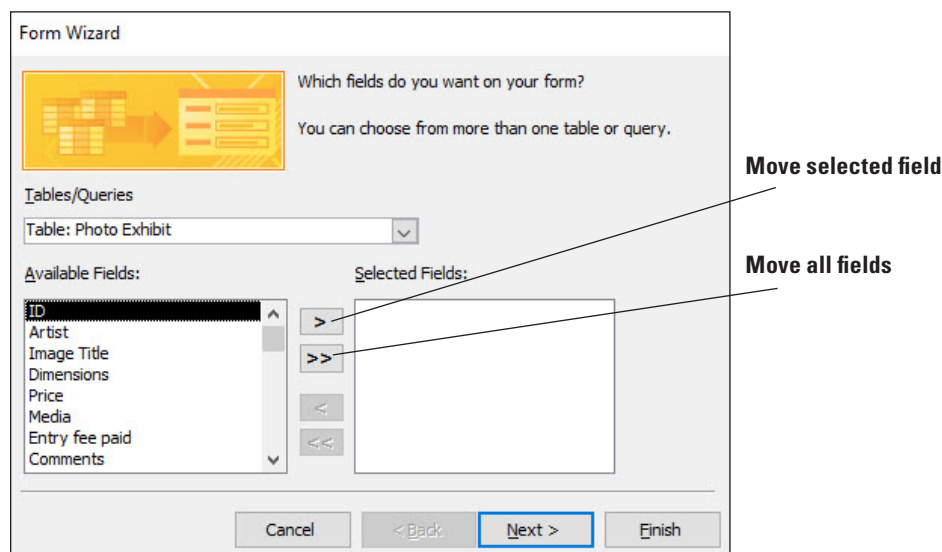 Form Wizard
Which fields do you want on your form?
You can choose from more than one table or query.
Move selected field
Tables/Queries
Table: Photo Exhibit
Move all fields
Available Fields:
Selected Fields:
ID
Artist
Image Title
Dimensions
Price
Media
Entry fee paid
Comments
>
>>
<
<<
Cancel
< Back
Next >
Finish